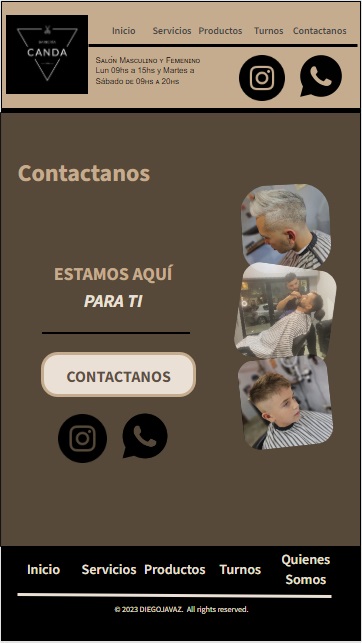 Inicio Servicios Productos Turnos Contactanos
CANDA
Salón Masculino y Femenino
Lun 09hs a 15hs y Martes a
Sábado de 09hs a 20hs
Contactanos
ESTAMOS AQUÍ
PARA TI
CONTACTANOS
Inicio Servicios Productos Turnos Quienes
Somos
© 2023 DIEGOJAVAZ. All rights reserved.